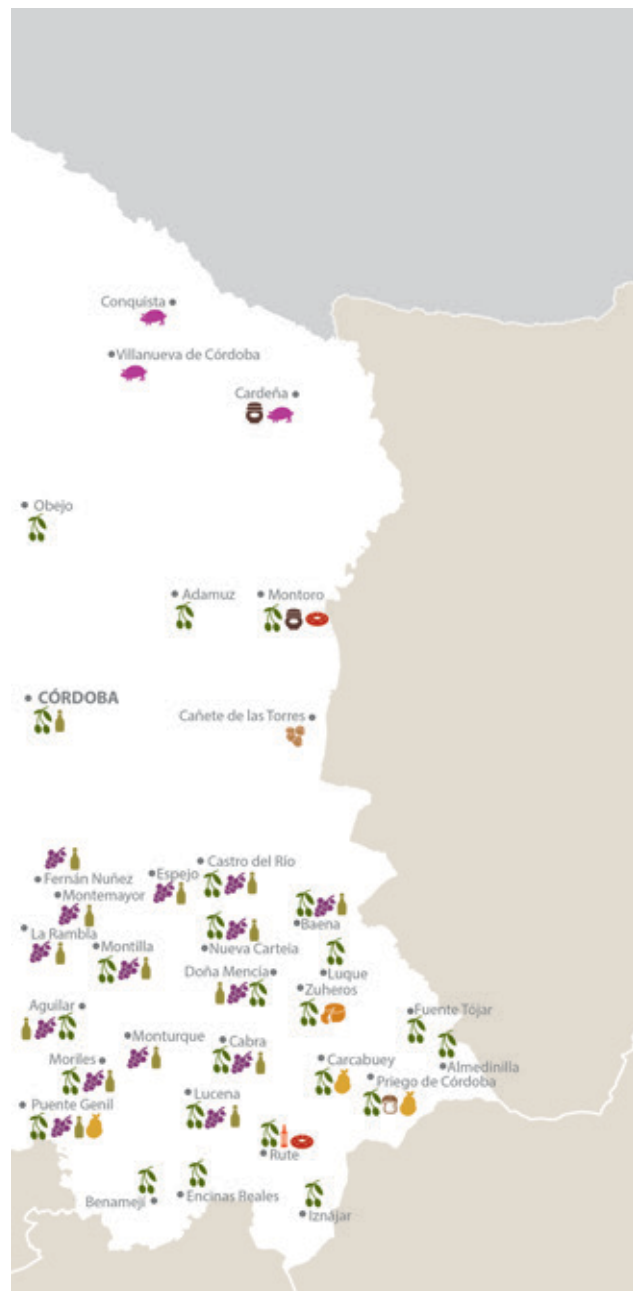 Conquista
Villanueva de Córdoba
Cardeña
Obejo
Adamuz
Montoro
CÓRDOBA
Cañete de las Torres
Castro del Río
Espejo
Fernán Nuñez
Montemayor
Baena
La Rambla
Montilla
Nueva Carteia
Doña Mencía
Luque
Zuheros
Aguilar
Fuente Tójar
Monturque
Cabra
Moriles
Carcabuey
Almedinilla
Priego de Córdoba
Lucena
Puente Genil
Rute
Encinas Reales
Benamejí
Iznájar